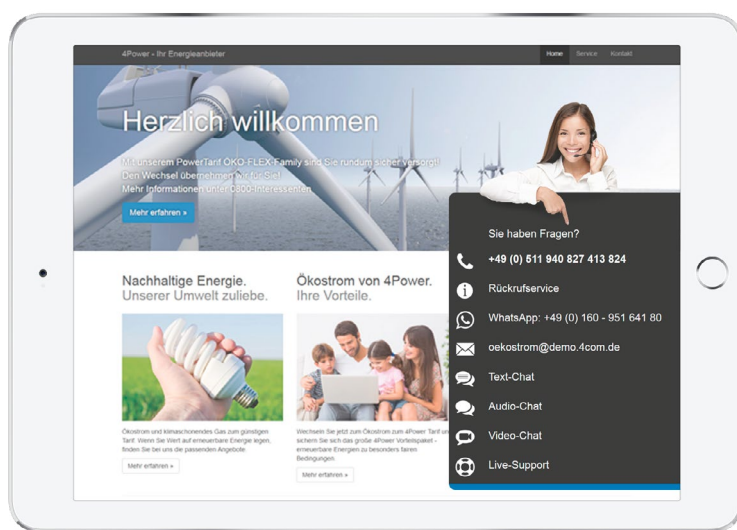 4Power - Ihr Energieanbieter
Home Service Kontakt
Herzlich willkommen
Mit unserem PowerTarif ÖKO-FLEX-Family sind Sie rundum sicher versorgt!
Den Wechsel übernehmen wir für Sie!
Mehr Informationen unter 0800-Interessenten
Mehr erfahren »
Nachhaltige Energie.
Unserer Umwelt zuliebe.
Ökostrom und klimaschonendes Gas zum günstigen
Tarif. Wenn Sie Wert auf erneuerbare Energie legen,
finden Sie bei uns die passenden Angebote.
Mehr erfahren »
Ökostrom von 4Power.
Ihre Vorteile.
Wechseln Sie jetzt zum Ökostrom zum 4Power Tarif und
sichern Sie sich das große 4Power Vorteilspaket -
erneuerbare Energien zu besonders fairen
Bedingungen.
Mehr erfahren »
Sie haben Fragen?
+49 (0) 511 940 827 413 824
Rückrufservice
WhatsApp: +49 (0) 160 - 951 641 80
oekostrom@demo.4com.de
Text-Chat
Audio-Chat
Video-Chat
Live-Support